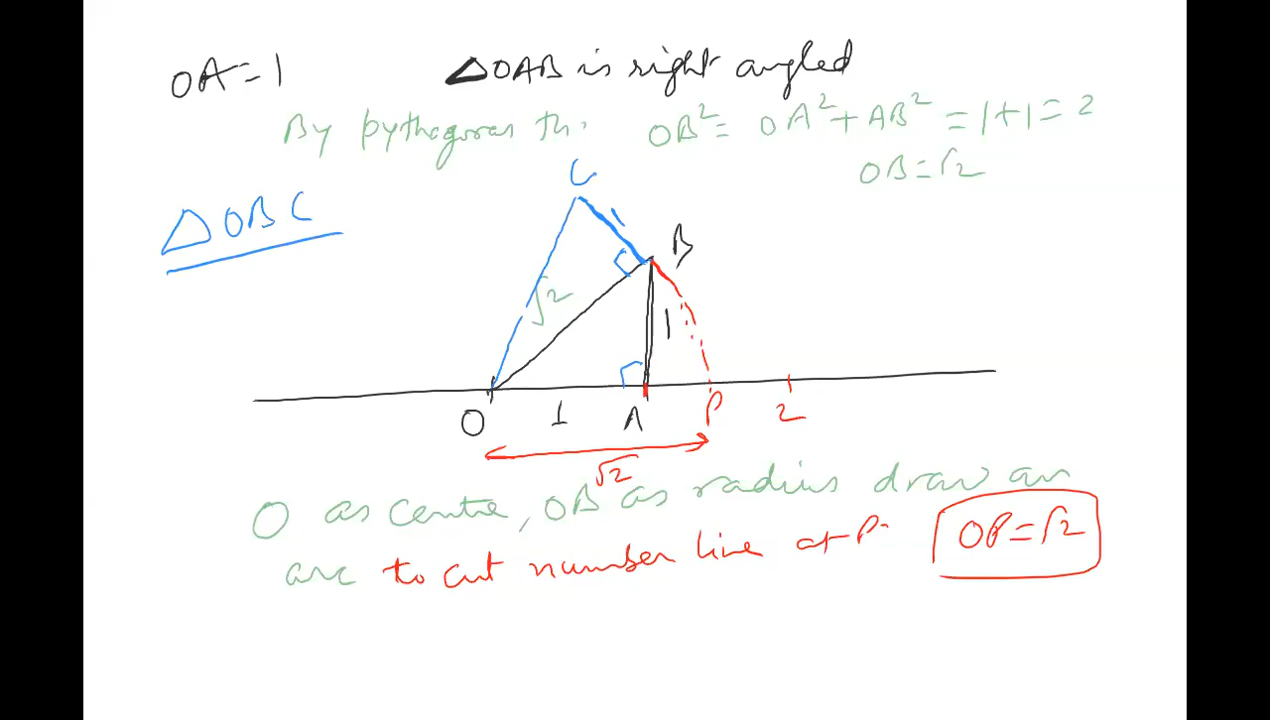 OA=1 △OAB is right angled
By pythagoras th. OB²= OA²+AB²=1+1=2
OB=√2
C
△OBC
1
B
√2
1
O 1 A P 2
√2
O as centre, OB as radius draw an
arc to cut number line at P. OP=√2